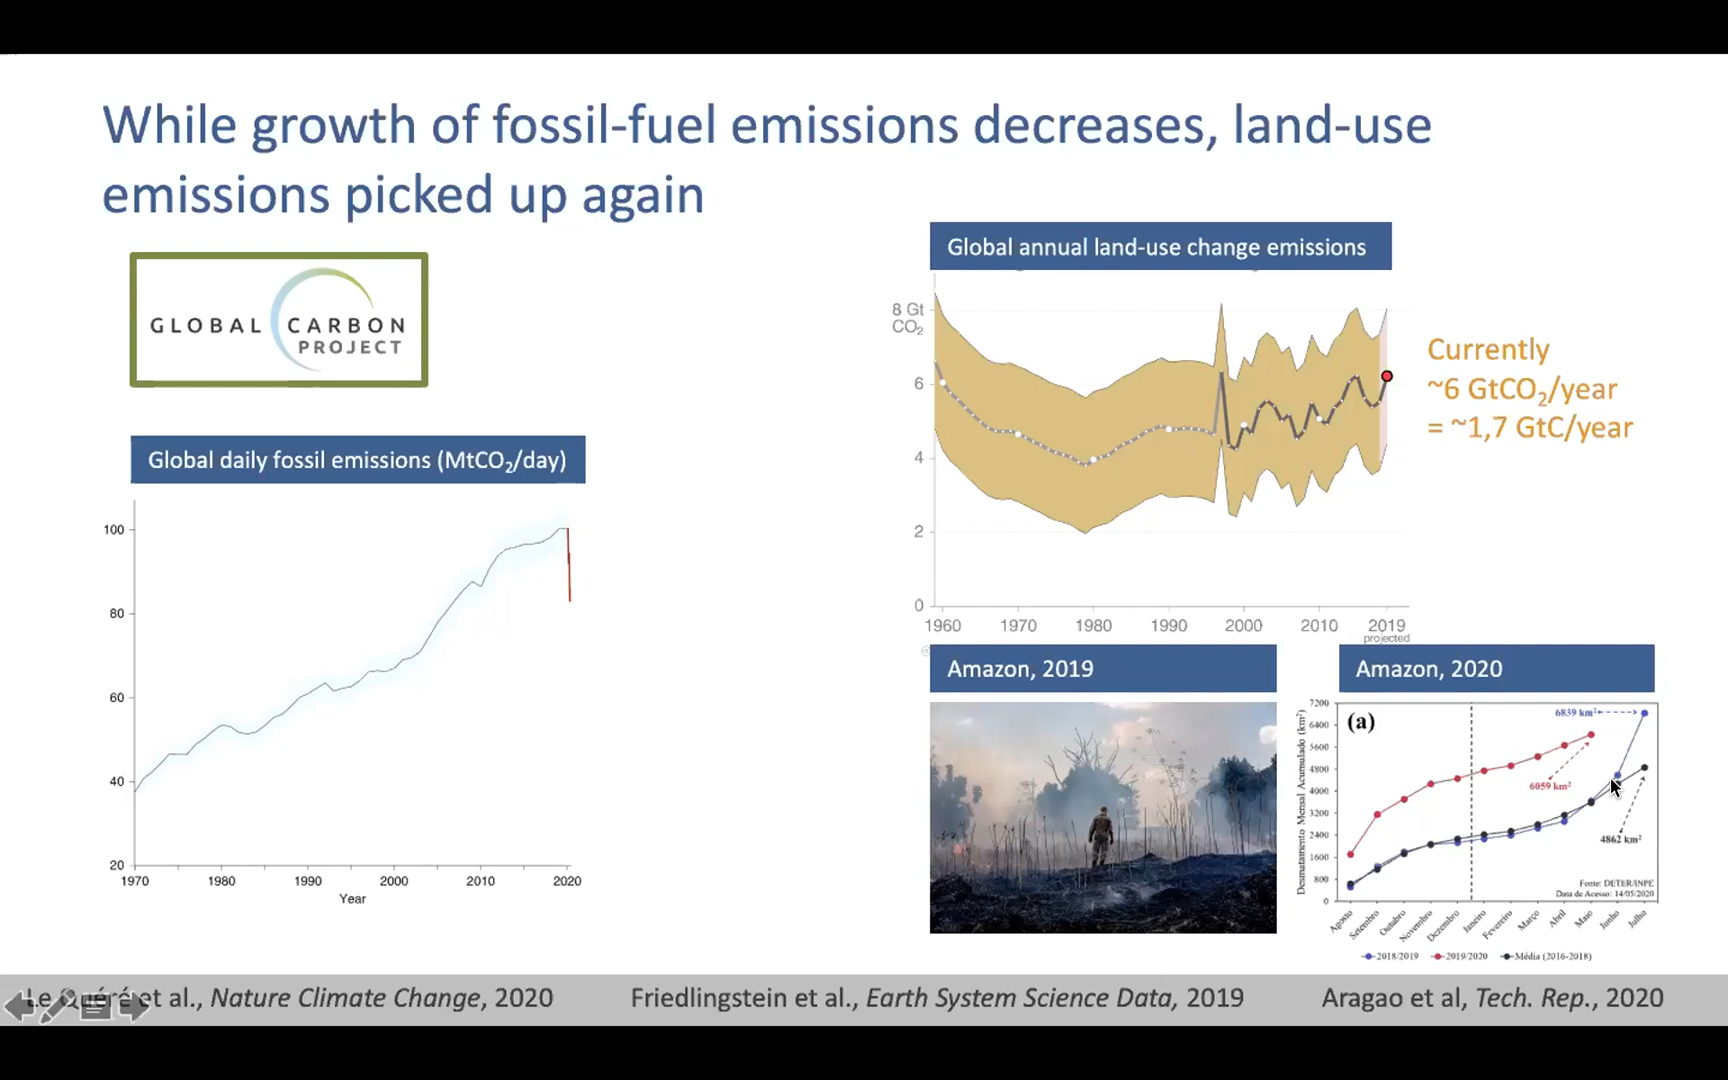 While growth of fossil-fuel emissions decreases, land-use
emissions picked up again
GLOBAL CARBON
PROJECT
Global daily fossil emissions (MtCO₂/day)
100
80
60
40
20
1970 1980 1990 2000 2010 2020
Year
Global annual land-use change emissions
8 Gt
CO₂
6
4
2
0
1960 1970 1980 1990 2000 2010 2019
projected
Currently
~6 GtCO₂/year
= ~1,7 GtC/year
Amazon, 2019
Amazon, 2020
Desmatamento Mensal Acumulado (km²)
7200
6400
5600
4800
4000
3200
2400
1600
800
0
(a)
6839 km²
6059 km²
4862 km²
Fonte: DETER/INPE
Data de Acesso: 14/05/2020
Agosto Setembro Outubro Novembro Dezembro Janeiro Fevereiro Março Abril Maio Junho Julho
2018/2019 2019/2020 Média (2016-2018)
Le Quéré et al., Nature Climate Change, 2020
Friedlingstein et al., Earth System Science Data, 2019
Aragao et al, Tech. Rep., 2020